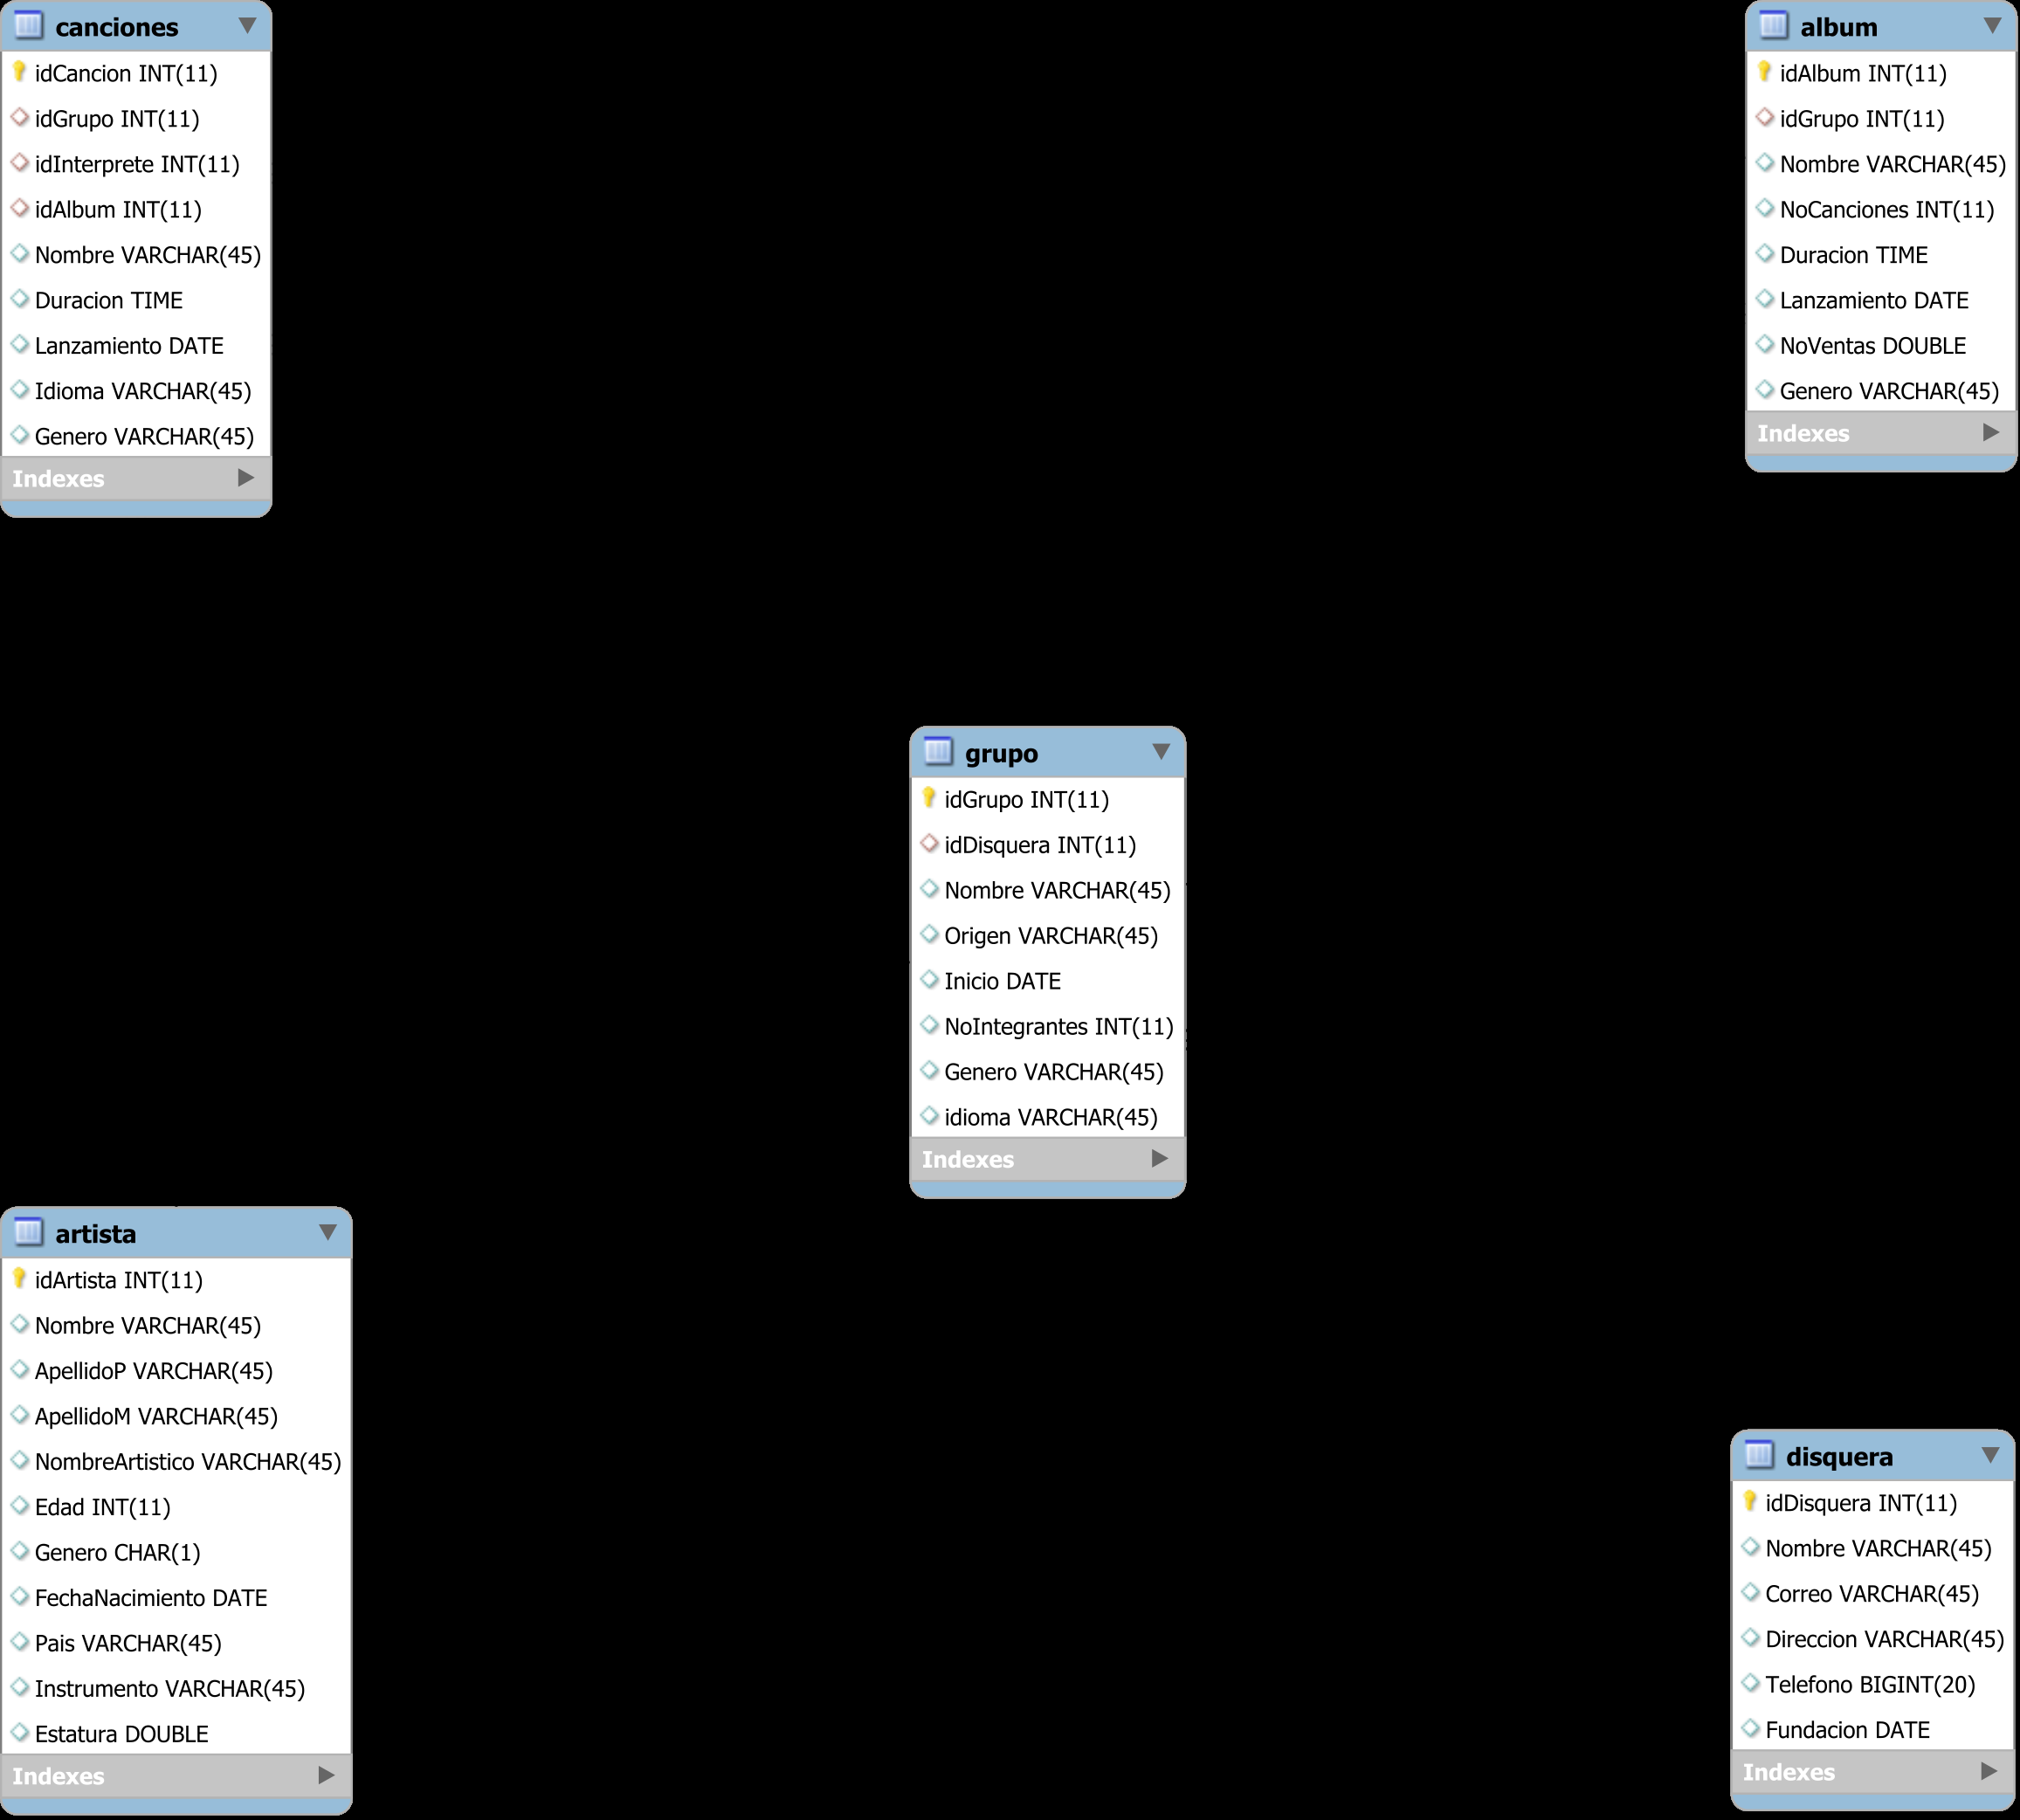 canciones
idCancion INT(11)
idGrupo INT(11)
idInterprete INT(11)
idAlbum INT(11)
Nombre VARCHAR(45)
Duracion TIME
Lanzamiento DATE
Idioma VARCHAR(45)
Genero VARCHAR(45)
Indexes
album
idAlbum INT(11)
idGrupo INT(11)
Nombre VARCHAR(45)
NoCanciones INT(11)
Duracion TIME
Lanzamiento DATE
NoVentas DOUBLE
Genero VARCHAR(45)
Indexes
grupo
idGrupo INT(11)
idDisquera INT(11)
Nombre VARCHAR(45)
Origen VARCHAR(45)
Inicio DATE
NoIntegrantes INT(11)
Genero VARCHAR(45)
idioma VARCHAR(45)
Indexes
artista
idArtista INT(11)
Nombre VARCHAR(45)
ApellidoP VARCHAR(45)
ApellidoM VARCHAR(45)
NombreArtistico VARCHAR(45)
Edad INT(11)
Genero CHAR(1)
FechaNacimiento DATE
Pais VARCHAR(45)
Instrumento VARCHAR(45)
Estatura DOUBLE
Indexes
disquera
idDisquera INT(11)
Nombre VARCHAR(45)
Correo VARCHAR(45)
Direccion VARCHAR(45)
Telefono BIGINT(20)
Fundacion DATE
Indexes